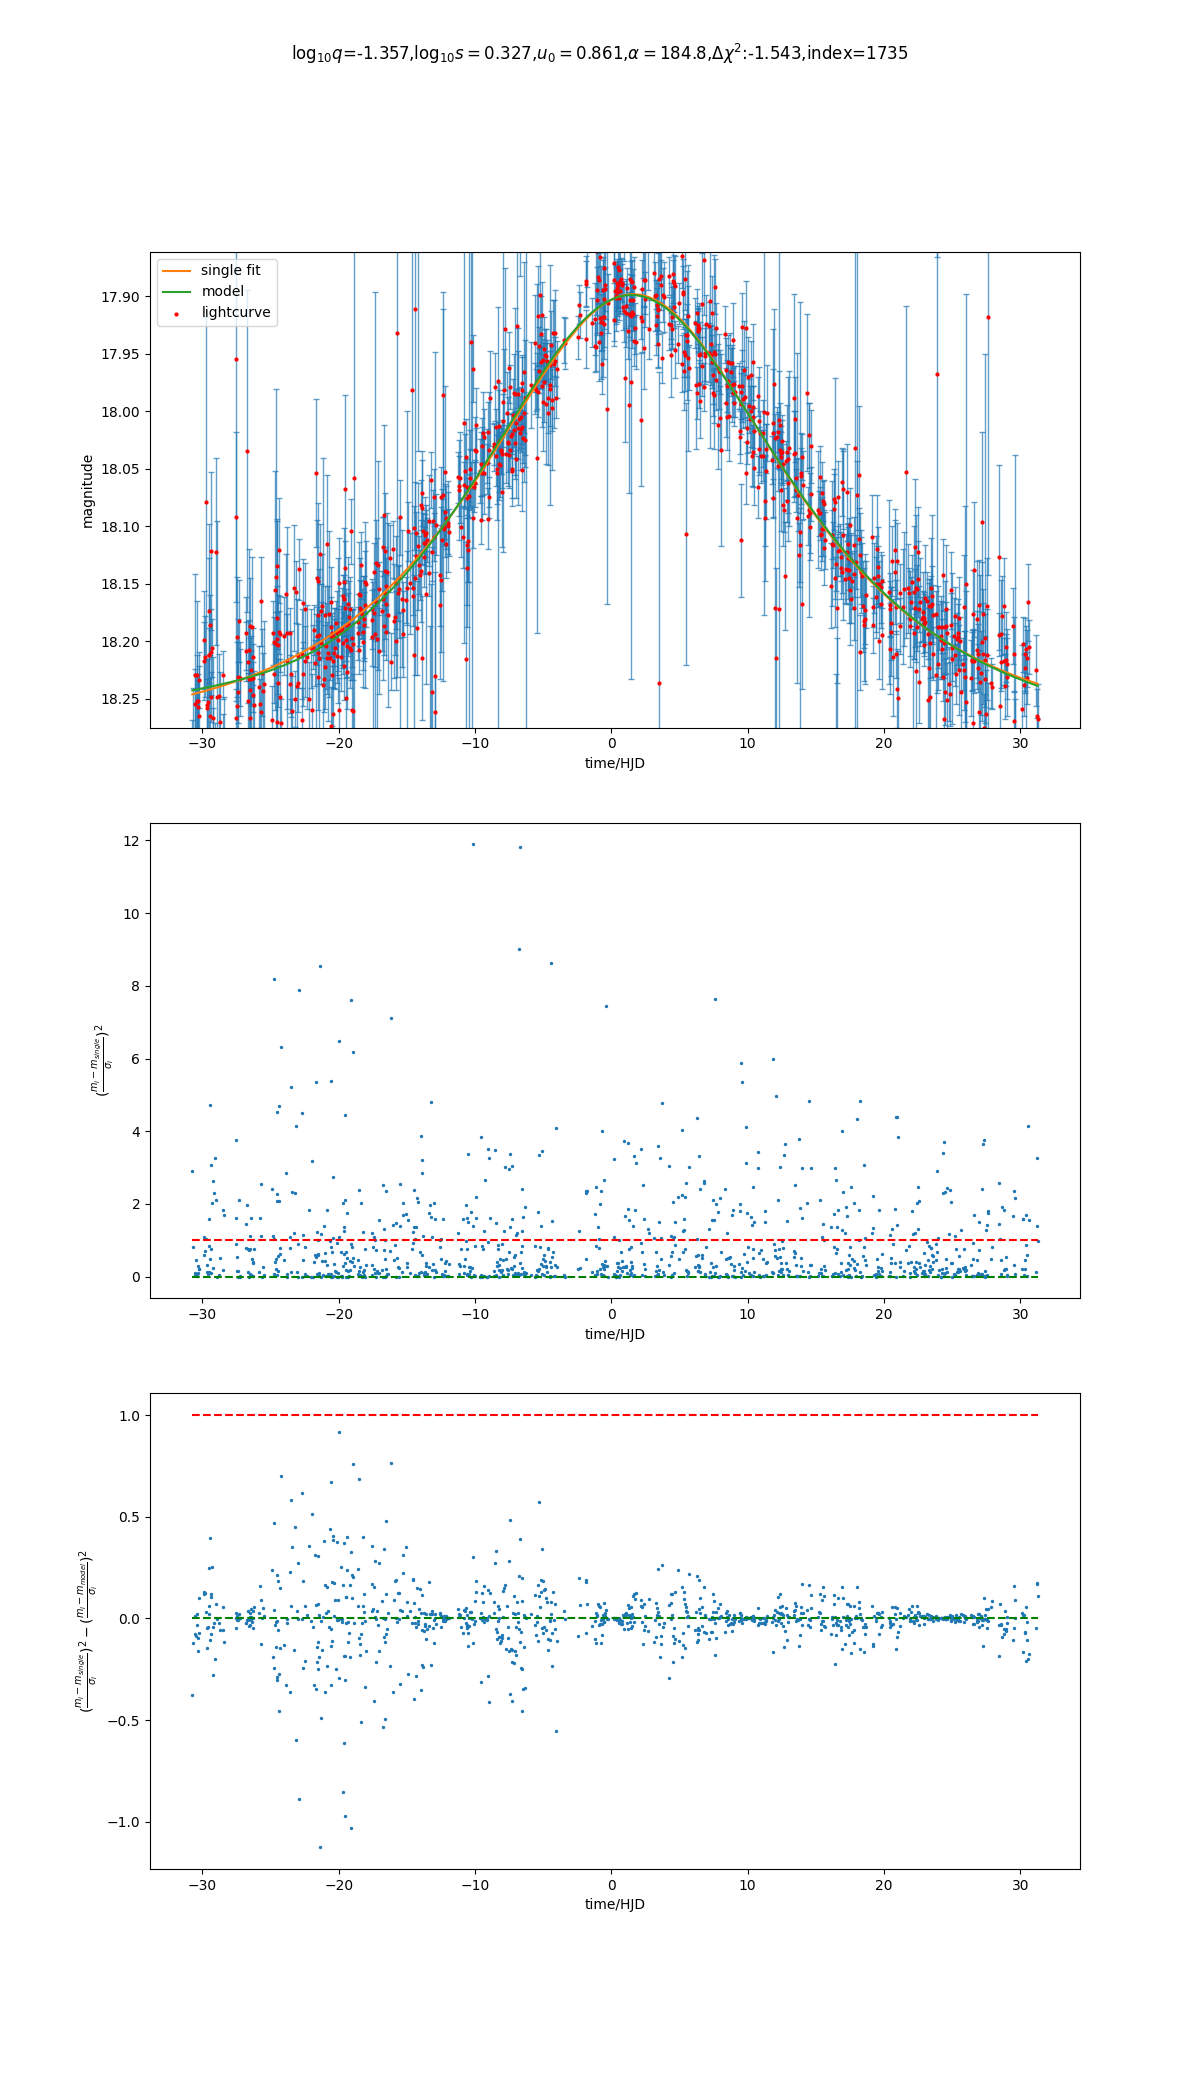 log₁₀q=-1.357,log₁₀s = 0.327,u₀ = 0.861,α = 184.8,Δχ²:-1.543,index=1735
single fit
model
lightcurve
magnitude
17.90
17.95
18.00
18.05
18.10
18.15
18.20
18.25
−30 −20 −10 0 10 20 30
time/HJD
((mᵢ − m_single)/σᵢ)²
12
10
8
6
4
2
0
−30 −20 −10 0 10 20 30
time/HJD
((mᵢ − m_single)/σᵢ)² − ((mᵢ − m_model)/σᵢ)²
1.0
0.5
0.0
−0.5
−1.0
−30 −20 −10 0 10 20 30
time/HJD